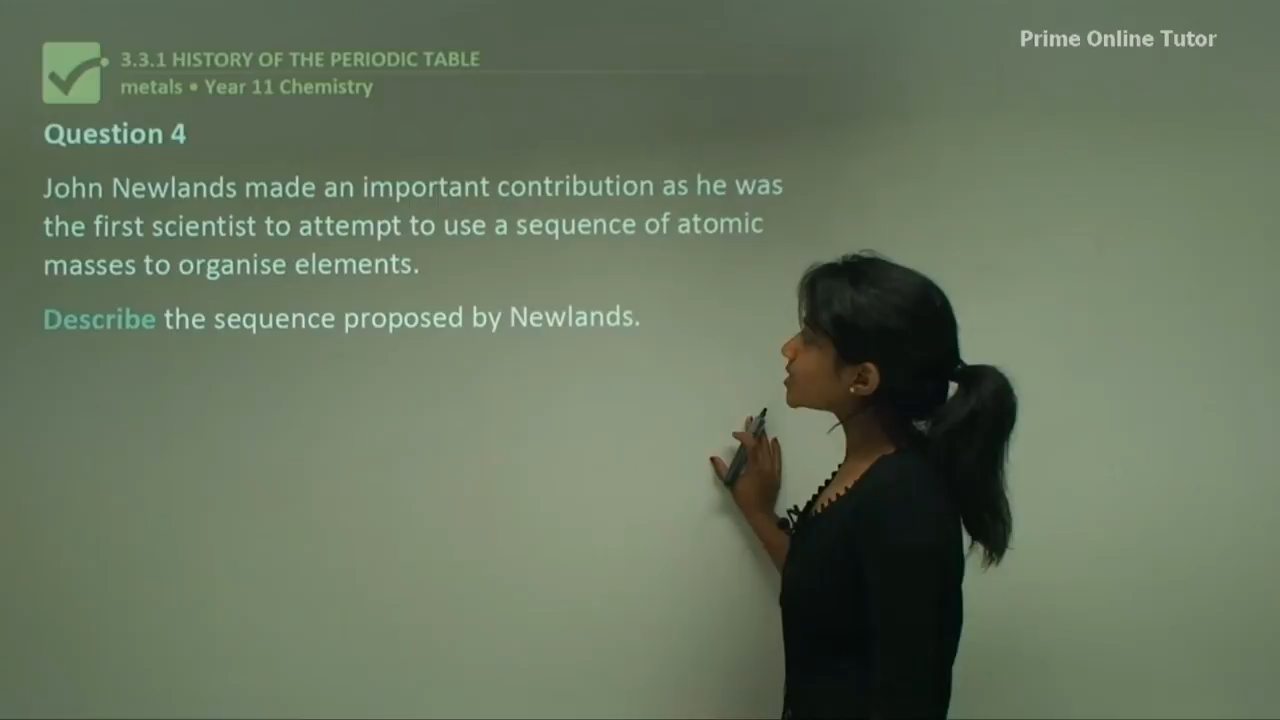 Prime Online Tutor
3.3.1 HISTORY OF THE PERIODIC TABLE
metals • Year 11 Chemistry
Question 4
John Newlands made an important contribution as he was
the first scientist to attempt to use a sequence of atomic
masses to organise elements.
Describe the sequence proposed by Newlands.